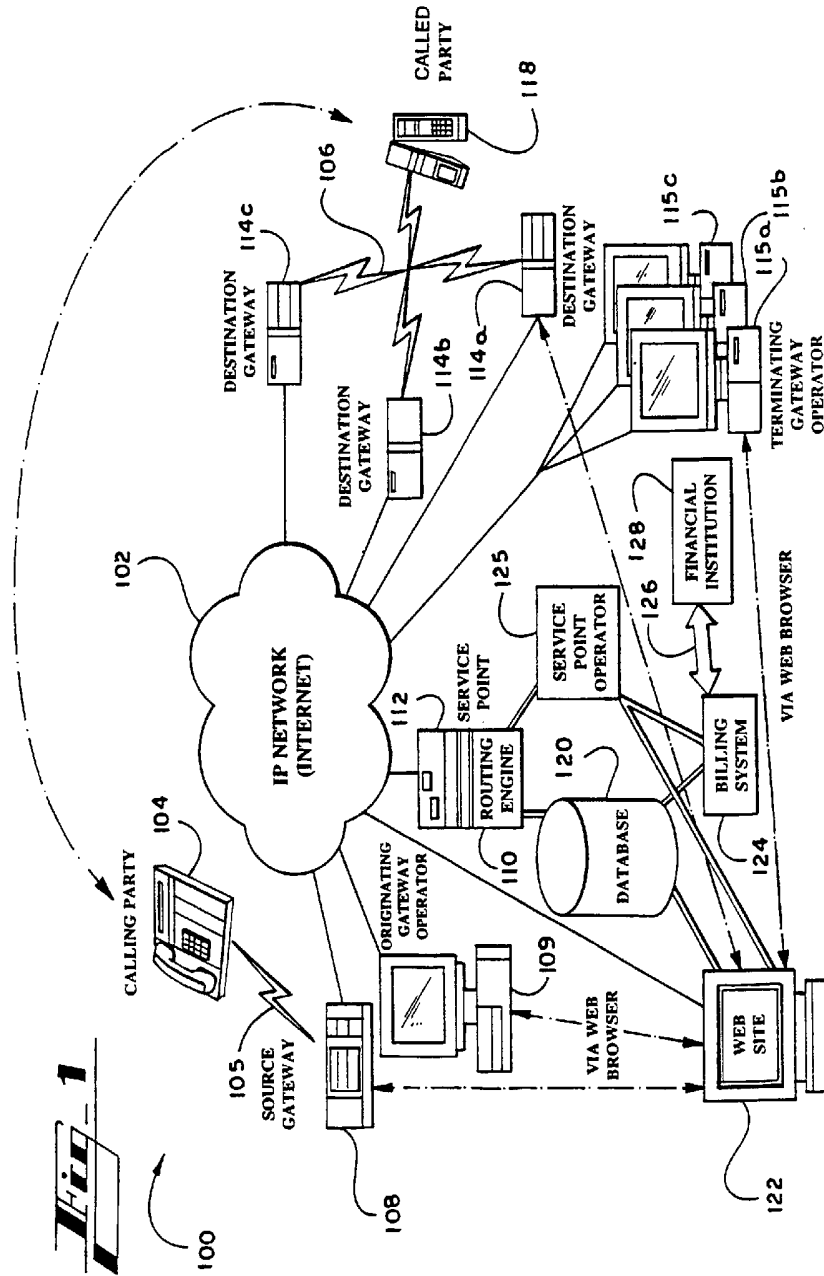 Fig-1
100
CALLING PARTY
104
105
SOURCE
GATEWAY
108
ORIGINATING
GATEWAY
OPERATOR
109
VIA WEB
BROWSER
WEB
SITE
122
102
IP NETWORK
(INTERNET)
112
SERVICE
POINT
ROUTING
ENGINE
110
120
DATABASE
125
SERVICE
POINT
OPERATOR
BILLING
SYSTEM
124
126
128
FINANCIAL
INSTITUTION
VIA WEB BROWSER
DESTINATION
GATEWAY
114c
106
DESTINATION
GATEWAY
114b
114a
DESTINATION
GATEWAY
CALLED
PARTY
118
115c
115b
115a
TERMINATING
GATEWAY
OPERATOR